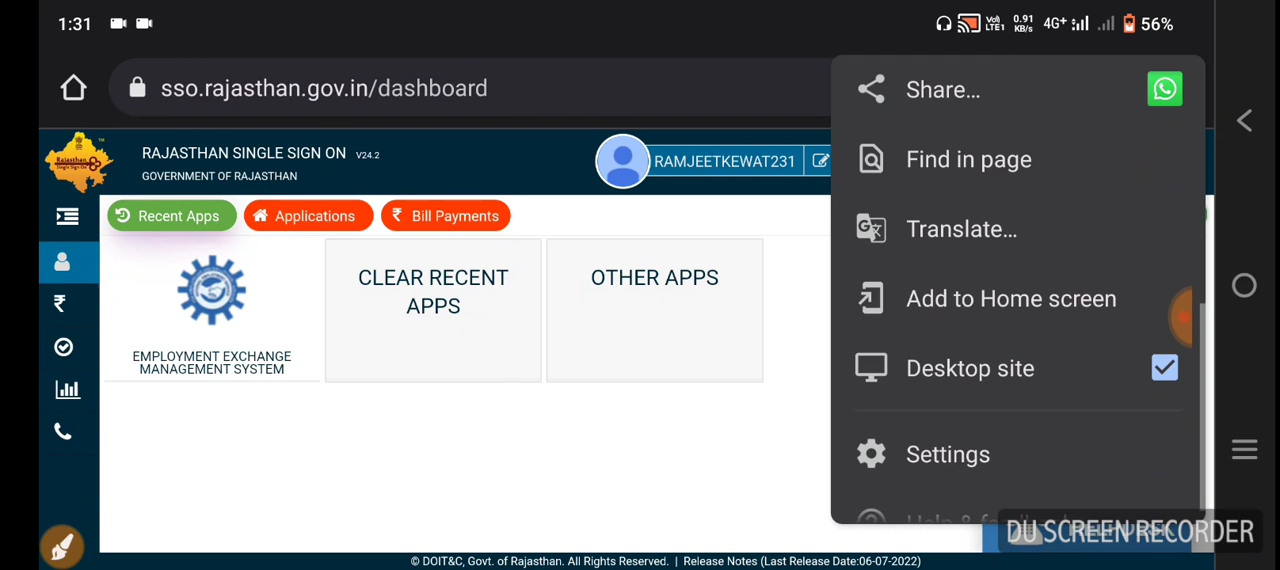 1:31
VoD LTE1 0.91 KB/s 4G+ 56%
sso.rajasthan.gov.in/dashboard
Share...
Find in page
Translate...
Add to Home screen
Desktop site
Settings
RAJASTHAN SINGLE SIGN ON V24.2
GOVERNMENT OF RAJASTHAN
RAMJEETKEWAT231
Recent Apps
Applications
₹ Bill Payments
EMPLOYMENT EXCHANGE
MANAGEMENT SYSTEM
CLEAR RECENT
APPS
OTHER APPS
DU SCREEN RECORDER
© DOIT&C, Govt. of Rajasthan. All Rights Reserved. | Release Notes (Last Release Date:06-07-2022)